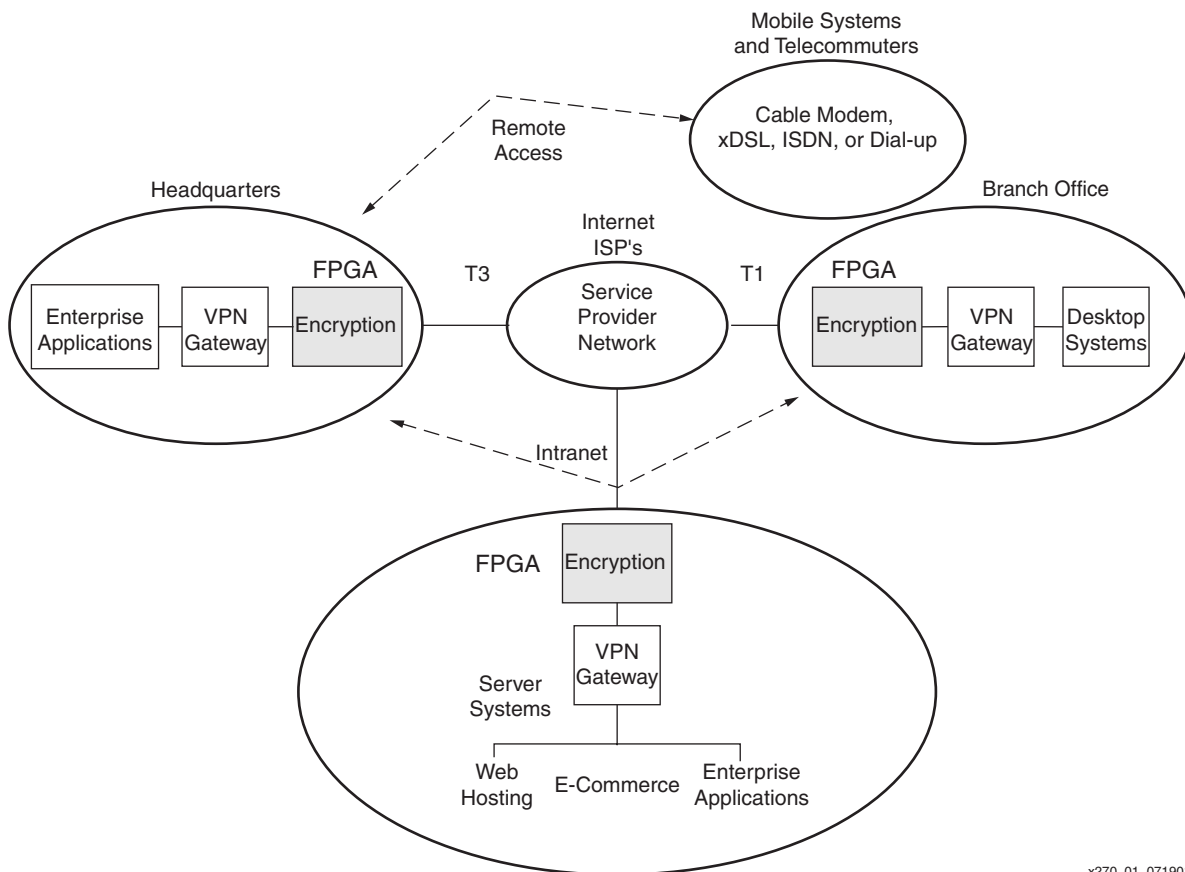 Mobile Systems
and Telecommuters
Cable Modem,
xDSL, ISDN, or Dial-up
Remote
Access
Headquarters
FPGA
Enterprise
Applications
VPN
Gateway
Encryption
T3
Internet
ISP's
Service
Provider
Network
T1
Branch Office
FPGA
Encryption
VPN
Gateway
Desktop
Systems
Intranet
FPGA
Encryption
VPN
Gateway
Server
Systems
Web
Hosting
E-Commerce
Enterprise
Applications